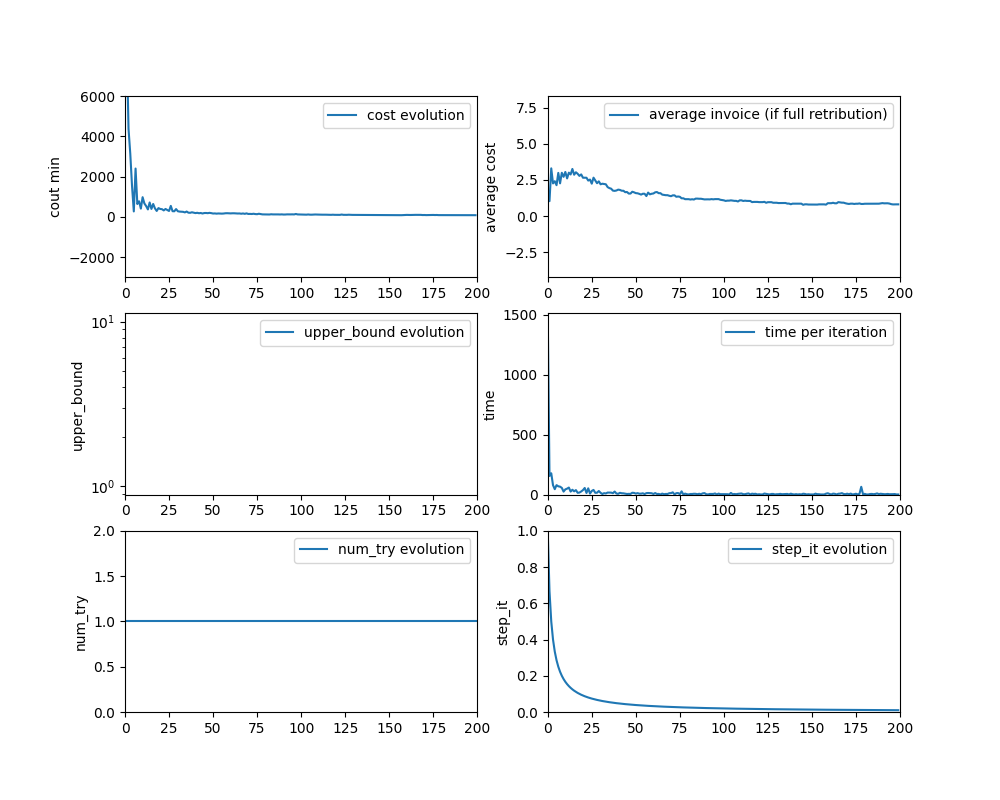 cost evolution
cout min
6000
4000
2000
0
−2000
0 25 50 75 100 125 150 175 200
average invoice (if full retribution)
average cost
7.5
5.0
2.5
0.0
−2.5
0 25 50 75 100 125 150 175 200
upper_bound evolution
upper_bound
10¹
10⁰
0 25 50 75 100 125 150 175 200
time per iteration
time
1500
1000
500
0
0 25 50 75 100 125 150 175 200
num_try evolution
num_try
2.0
1.5
1.0
0.5
0.0
0 25 50 75 100 125 150 175 200
step_it evolution
step_it
1.0
0.8
0.6
0.4
0.2
0.0
0 25 50 75 100 125 150 175 200